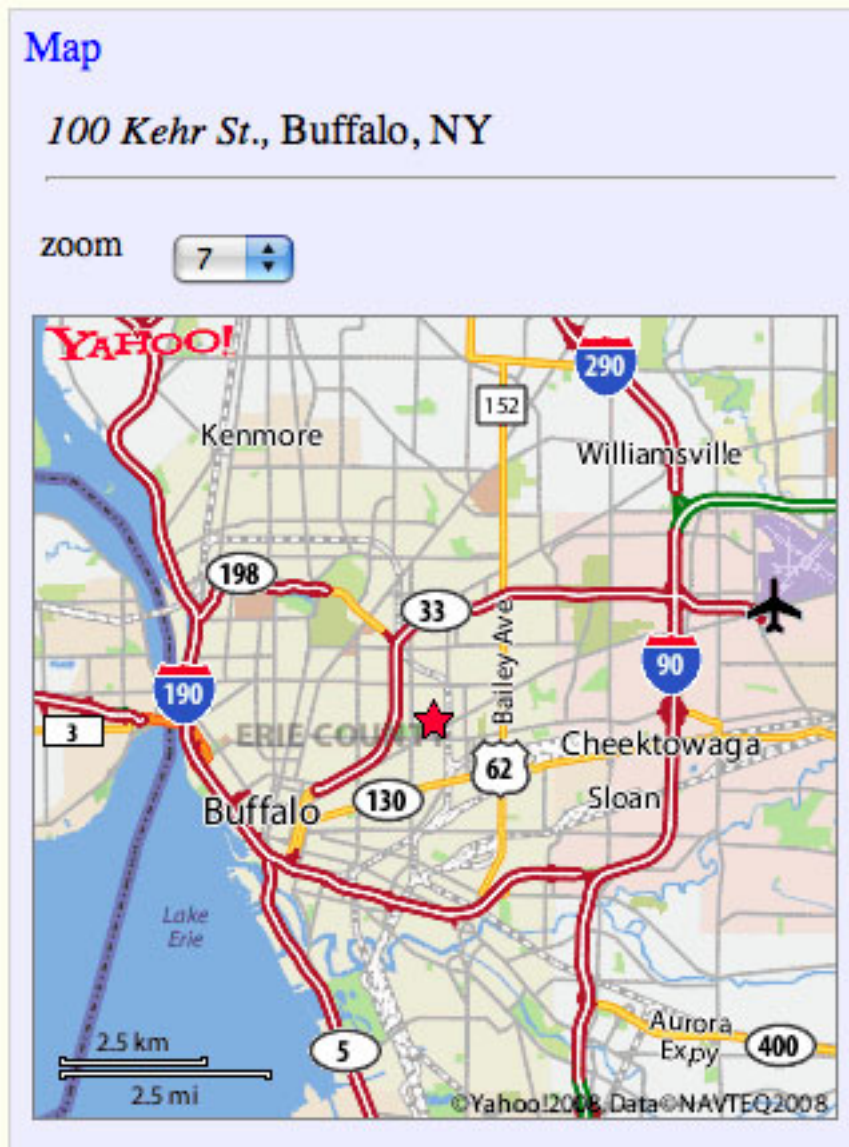 Map
100 Kehr St., Buffalo, NY
zoom
7
YAHOO!
290
152
Kenmore
Williamsville
198
33
Bailey Ave
90
190
3
ERIE COUNTY
Cheektowaga
62
Sloan
130
Buffalo
Lake
Erie
Aurora
Expy
400
2.5 km
5
2.5 mi
©Yahoo!2008, Data©NAVTEQ2008